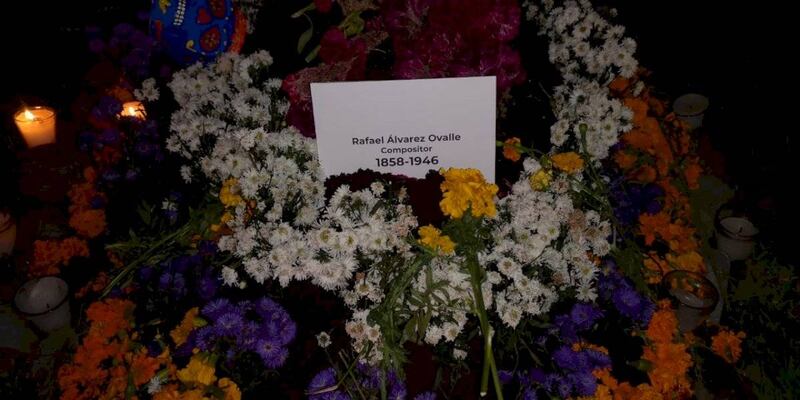 Rafael Álvarez Ovalle
Compositor
1858-1946